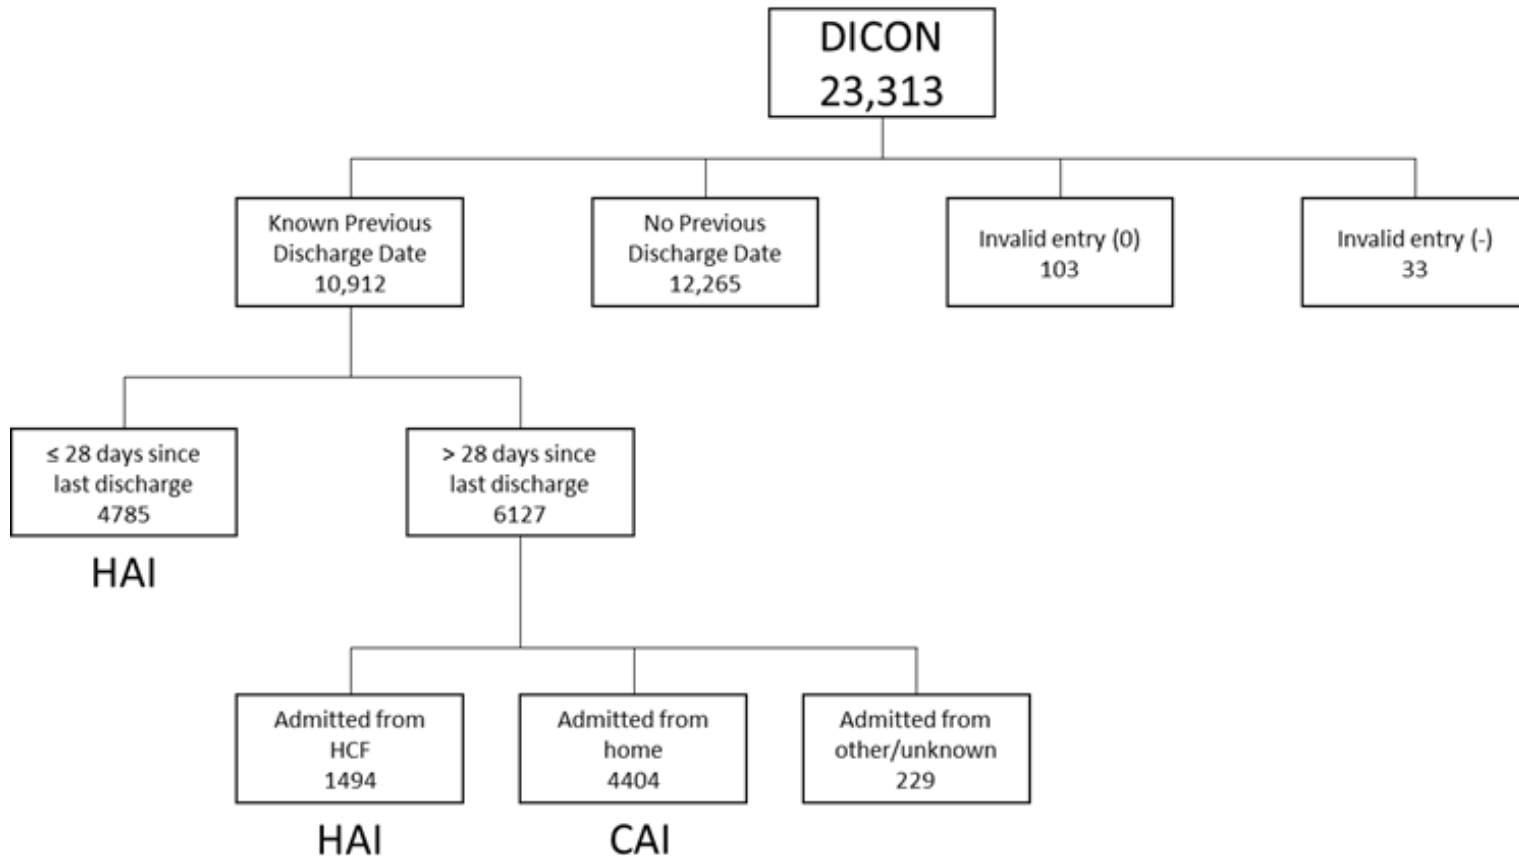 DICON
23,313
Known Previous
Discharge Date
10,912
No Previous
Discharge Date
12,265
Invalid entry (0)
103
Invalid entry (-)
33
≤ 28 days since
last discharge
4785
> 28 days since
last discharge
6127
HAI
Admitted from
HCF
1494
Admitted from
home
4404
Admitted from
other/unknown
229
HAI
CAI